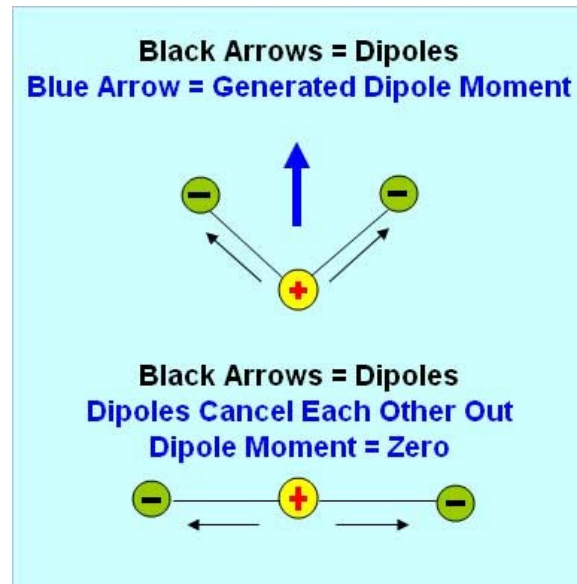 Black Arrows = Dipoles
Blue Arrow = Generated Dipole Moment
− −
+
Black Arrows = Dipoles
Dipoles Cancel Each Other Out
Dipole Moment = Zero
− + −